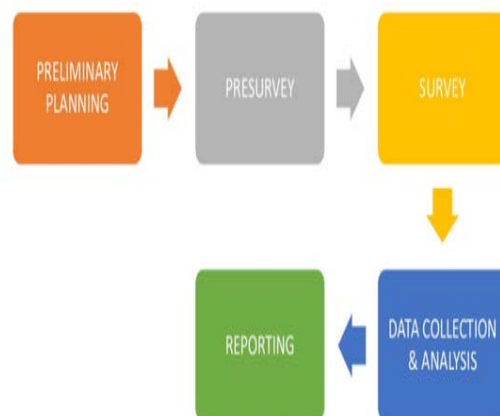 PRELIMINARY
PLANNING
PRESURVEY
SURVEY
DATA COLLECTION
& ANALYSIS
REPORTING